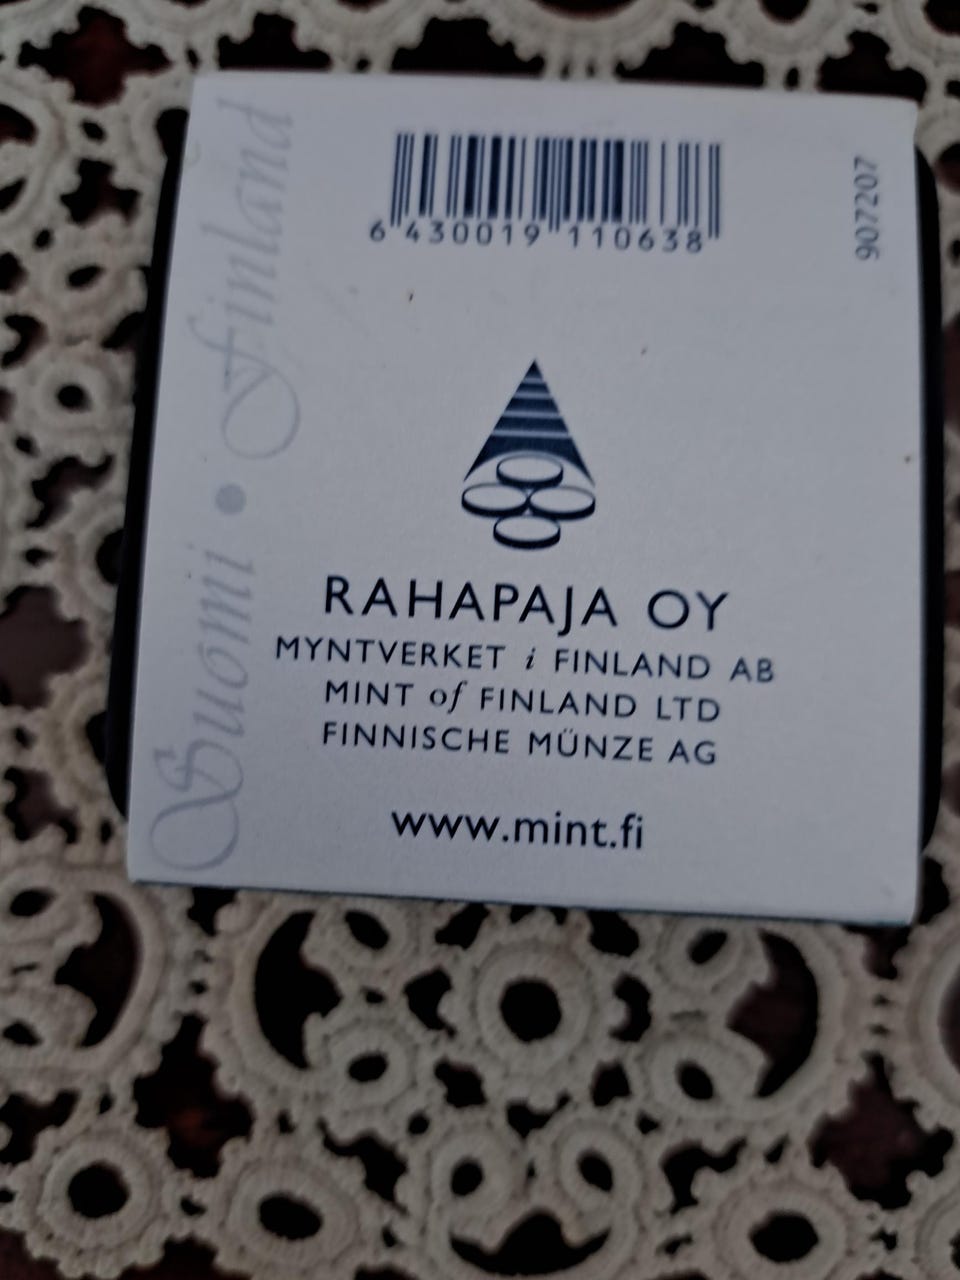 6 430019 110638
907207
Suomi • Finland
RAHAPAJA OY
MYNTVERKET i FINLAND AB
MINT of FINLAND LTD
FINNISCHE MÜNZE AG
www.mint.fi